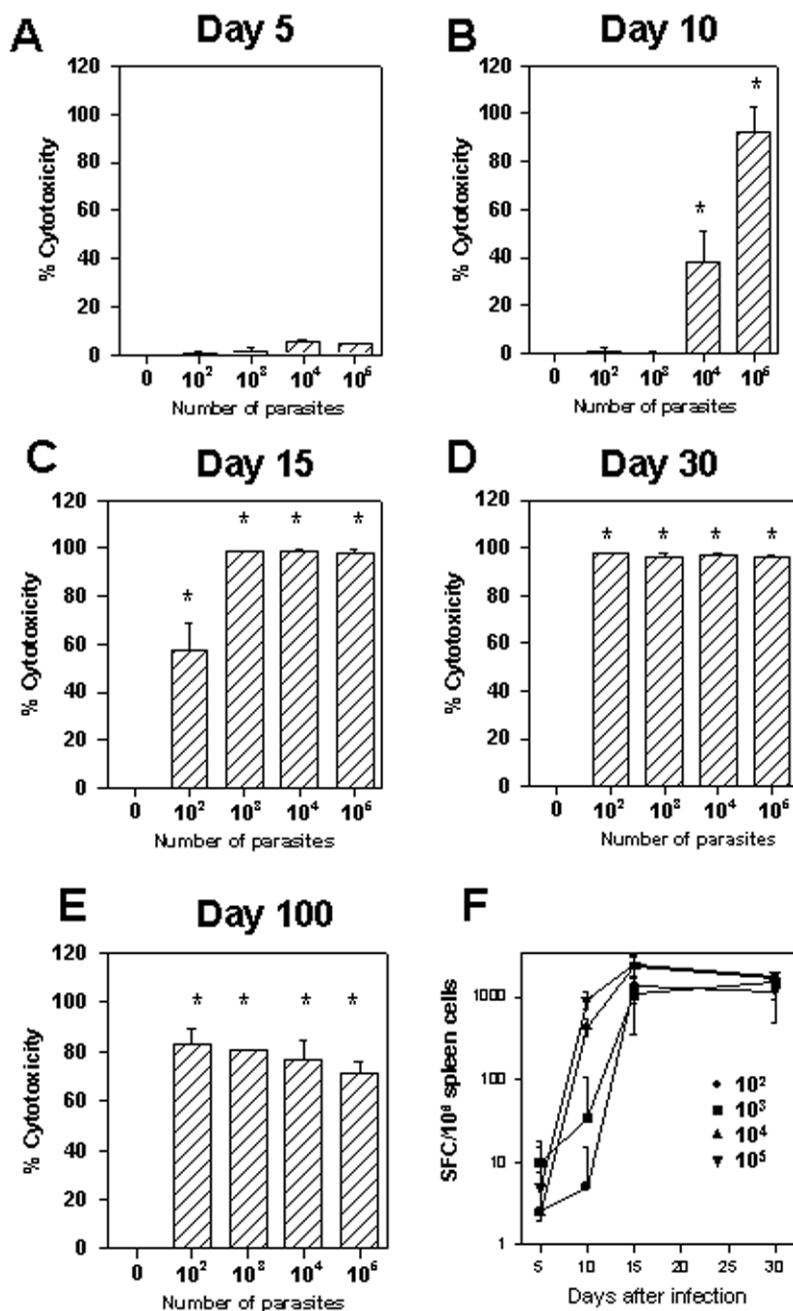 A Day 5
120
100
80
60
40
20
0
% Cytotoxicity
0 10² 10³ 10⁴ 10⁶
Number of parasites
B Day 10
* *
120
100
80
60
40
20
0
% Cytotoxicity
0 10² 10³ 10⁴ 10⁶
Number of parasites
C Day 15
* * * *
120
100
80
60
40
20
0
% Cytotoxicity
0 10² 10³ 10⁴ 10⁶
Number of parasites
D Day 30
* * * *
120
100
80
60
40
20
0
% Cytotoxicity
0 10² 10³ 10⁴ 10⁶
Number of parasites
E Day 100
* * * *
120
100
80
60
40
20
0
% Cytotoxicity
0 10² 10³ 10⁴ 10⁶
Number of parasites
F
1000
100
10
1
SFC/10⁶ spleen cells
10²
10³
10⁴
10⁵
5 10 15 20 25 30
Days after infection